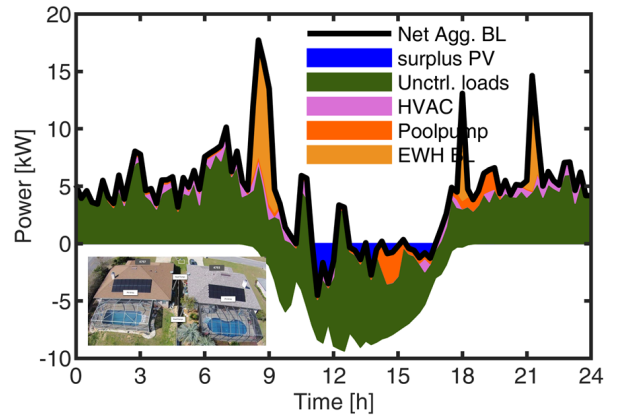 20
15
10
5
0
-5
-10
Power [kW]
Net Agg. BL
surplus PV
Unctrl. loads
HVAC
Poolpump
EWH BL
0 3 6 9 12 15 18 21 24
Time [h]